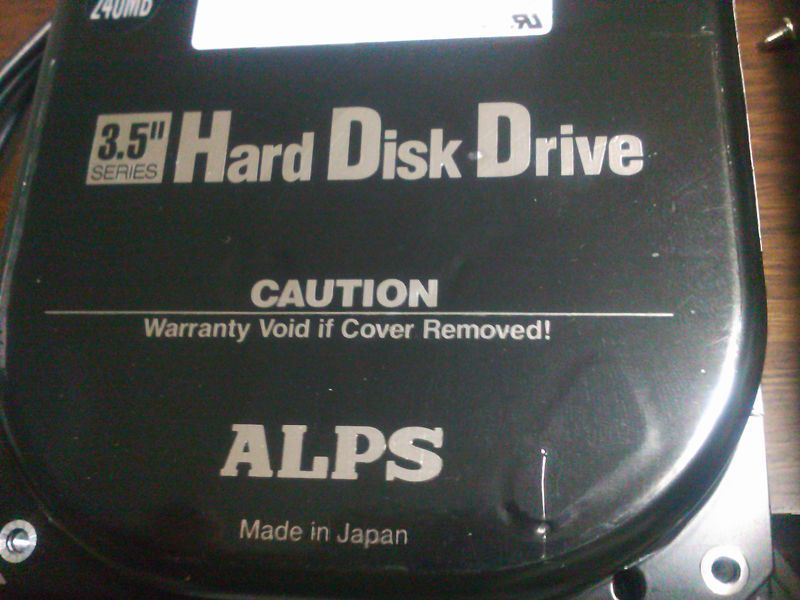 240MB
3.5" SERIES Hard Disk Drive
CAUTION
Warranty Void if Cover Removed!
ALPS
Made in Japan